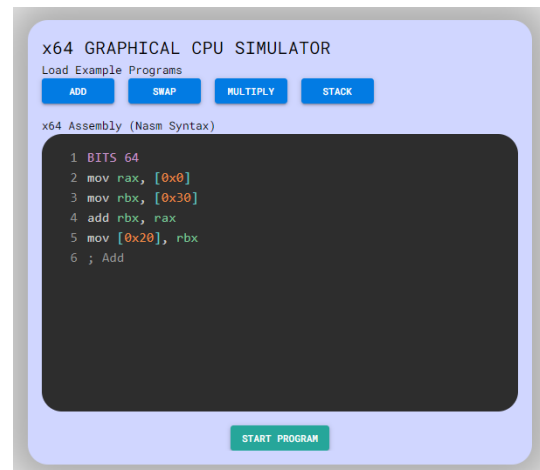 x64 GRAPHICAL CPU SIMULATOR
Load Example Programs
ADD SWAP MULTIPLY STACK
x64 Assembly (Nasm Syntax)
1 BITS 64
2 mov rax, [0x0]
3 mov rbx, [0x30]
4 add rbx, rax
5 mov [0x20], rbx
6 ; Add
START PROGRAM